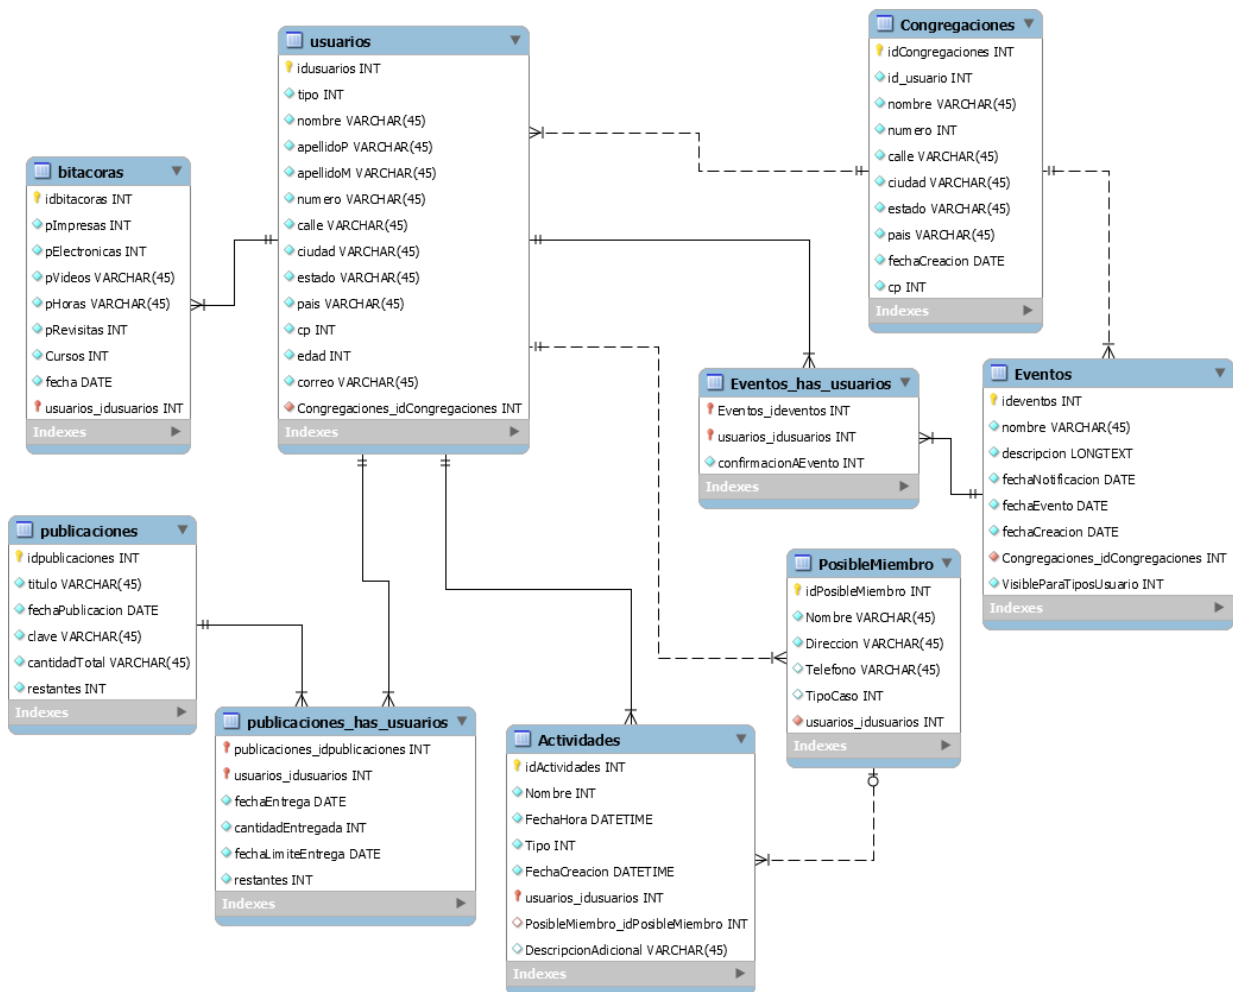 usuarios
idusuarios INT
tipo INT
nombre VARCHAR(45)
apellidoP VARCHAR(45)
apellidoM VARCHAR(45)
numero VARCHAR(45)
calle VARCHAR(45)
ciudad VARCHAR(45)
estado VARCHAR(45)
pais VARCHAR(45)
cp INT
edad INT
correo VARCHAR(45)
Congregaciones_idCongregaciones INT
Indexes
Congregaciones
idCongregaciones INT
id_usuario INT
nombre VARCHAR(45)
numero INT
calle VARCHAR(45)
ciudad VARCHAR(45)
estado VARCHAR(45)
pais VARCHAR(45)
fechaCreacion DATE
cp INT
Indexes
bitacoras
idbitacoras INT
pImpresas INT
pElectronicas INT
pVideos VARCHAR(45)
pHoras VARCHAR(45)
pRevisitas INT
Cursos INT
fecha DATE
usuarios_idusuarios INT
Indexes
Eventos_has_usuarios
Eventos_ideventos INT
usuarios_idusuarios INT
confirmacionAEvento INT
Indexes
Eventos
ideventos INT
nombre VARCHAR(45)
descripcion LONGTEXT
fechaNotificacion DATE
fechaEvento DATE
fechaCreacion DATE
Congregaciones_idCongregaciones INT
VisibleParaTiposUsuario INT
Indexes
publicaciones
idpublicaciones INT
titulo VARCHAR(45)
fechaPublicacion DATE
clave VARCHAR(45)
cantidadTotal VARCHAR(45)
restantes INT
Indexes
PosibleMiembro
idPosibleMiembro INT
Nombre VARCHAR(45)
Direccion VARCHAR(45)
Telefono VARCHAR(45)
TipoCaso INT
usuarios_idusuarios INT
Indexes
publicaciones_has_usuarios
publicaciones_idpublicaciones INT
usuarios_idusuarios INT
fechaEntrega DATE
cantidadEntregada INT
fechaLimiteEntrega DATE
restantes INT
Indexes
Actividades
idActividades INT
Nombre INT
FechaHora DATETIME
Tipo INT
FechaCreacion DATETIME
usuarios_idusuarios INT
PosibleMiembro_idPosibleMiembro INT
DescripcionAdicional VARCHAR(45)
Indexes